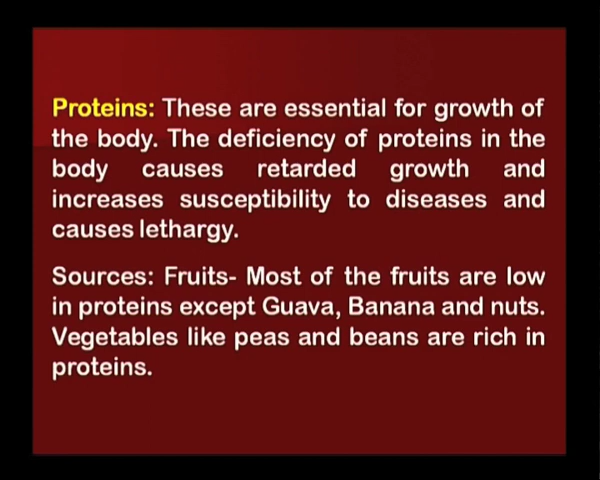 Proteins: These are essential for growth of
the body. The deficiency of proteins in the
body causes retarded growth and
increases susceptibility to diseases and
causes lethargy.
Sources: Fruits- Most of the fruits are low
in proteins except Guava, Banana and nuts.
Vegetables like peas and beans are rich in
proteins.